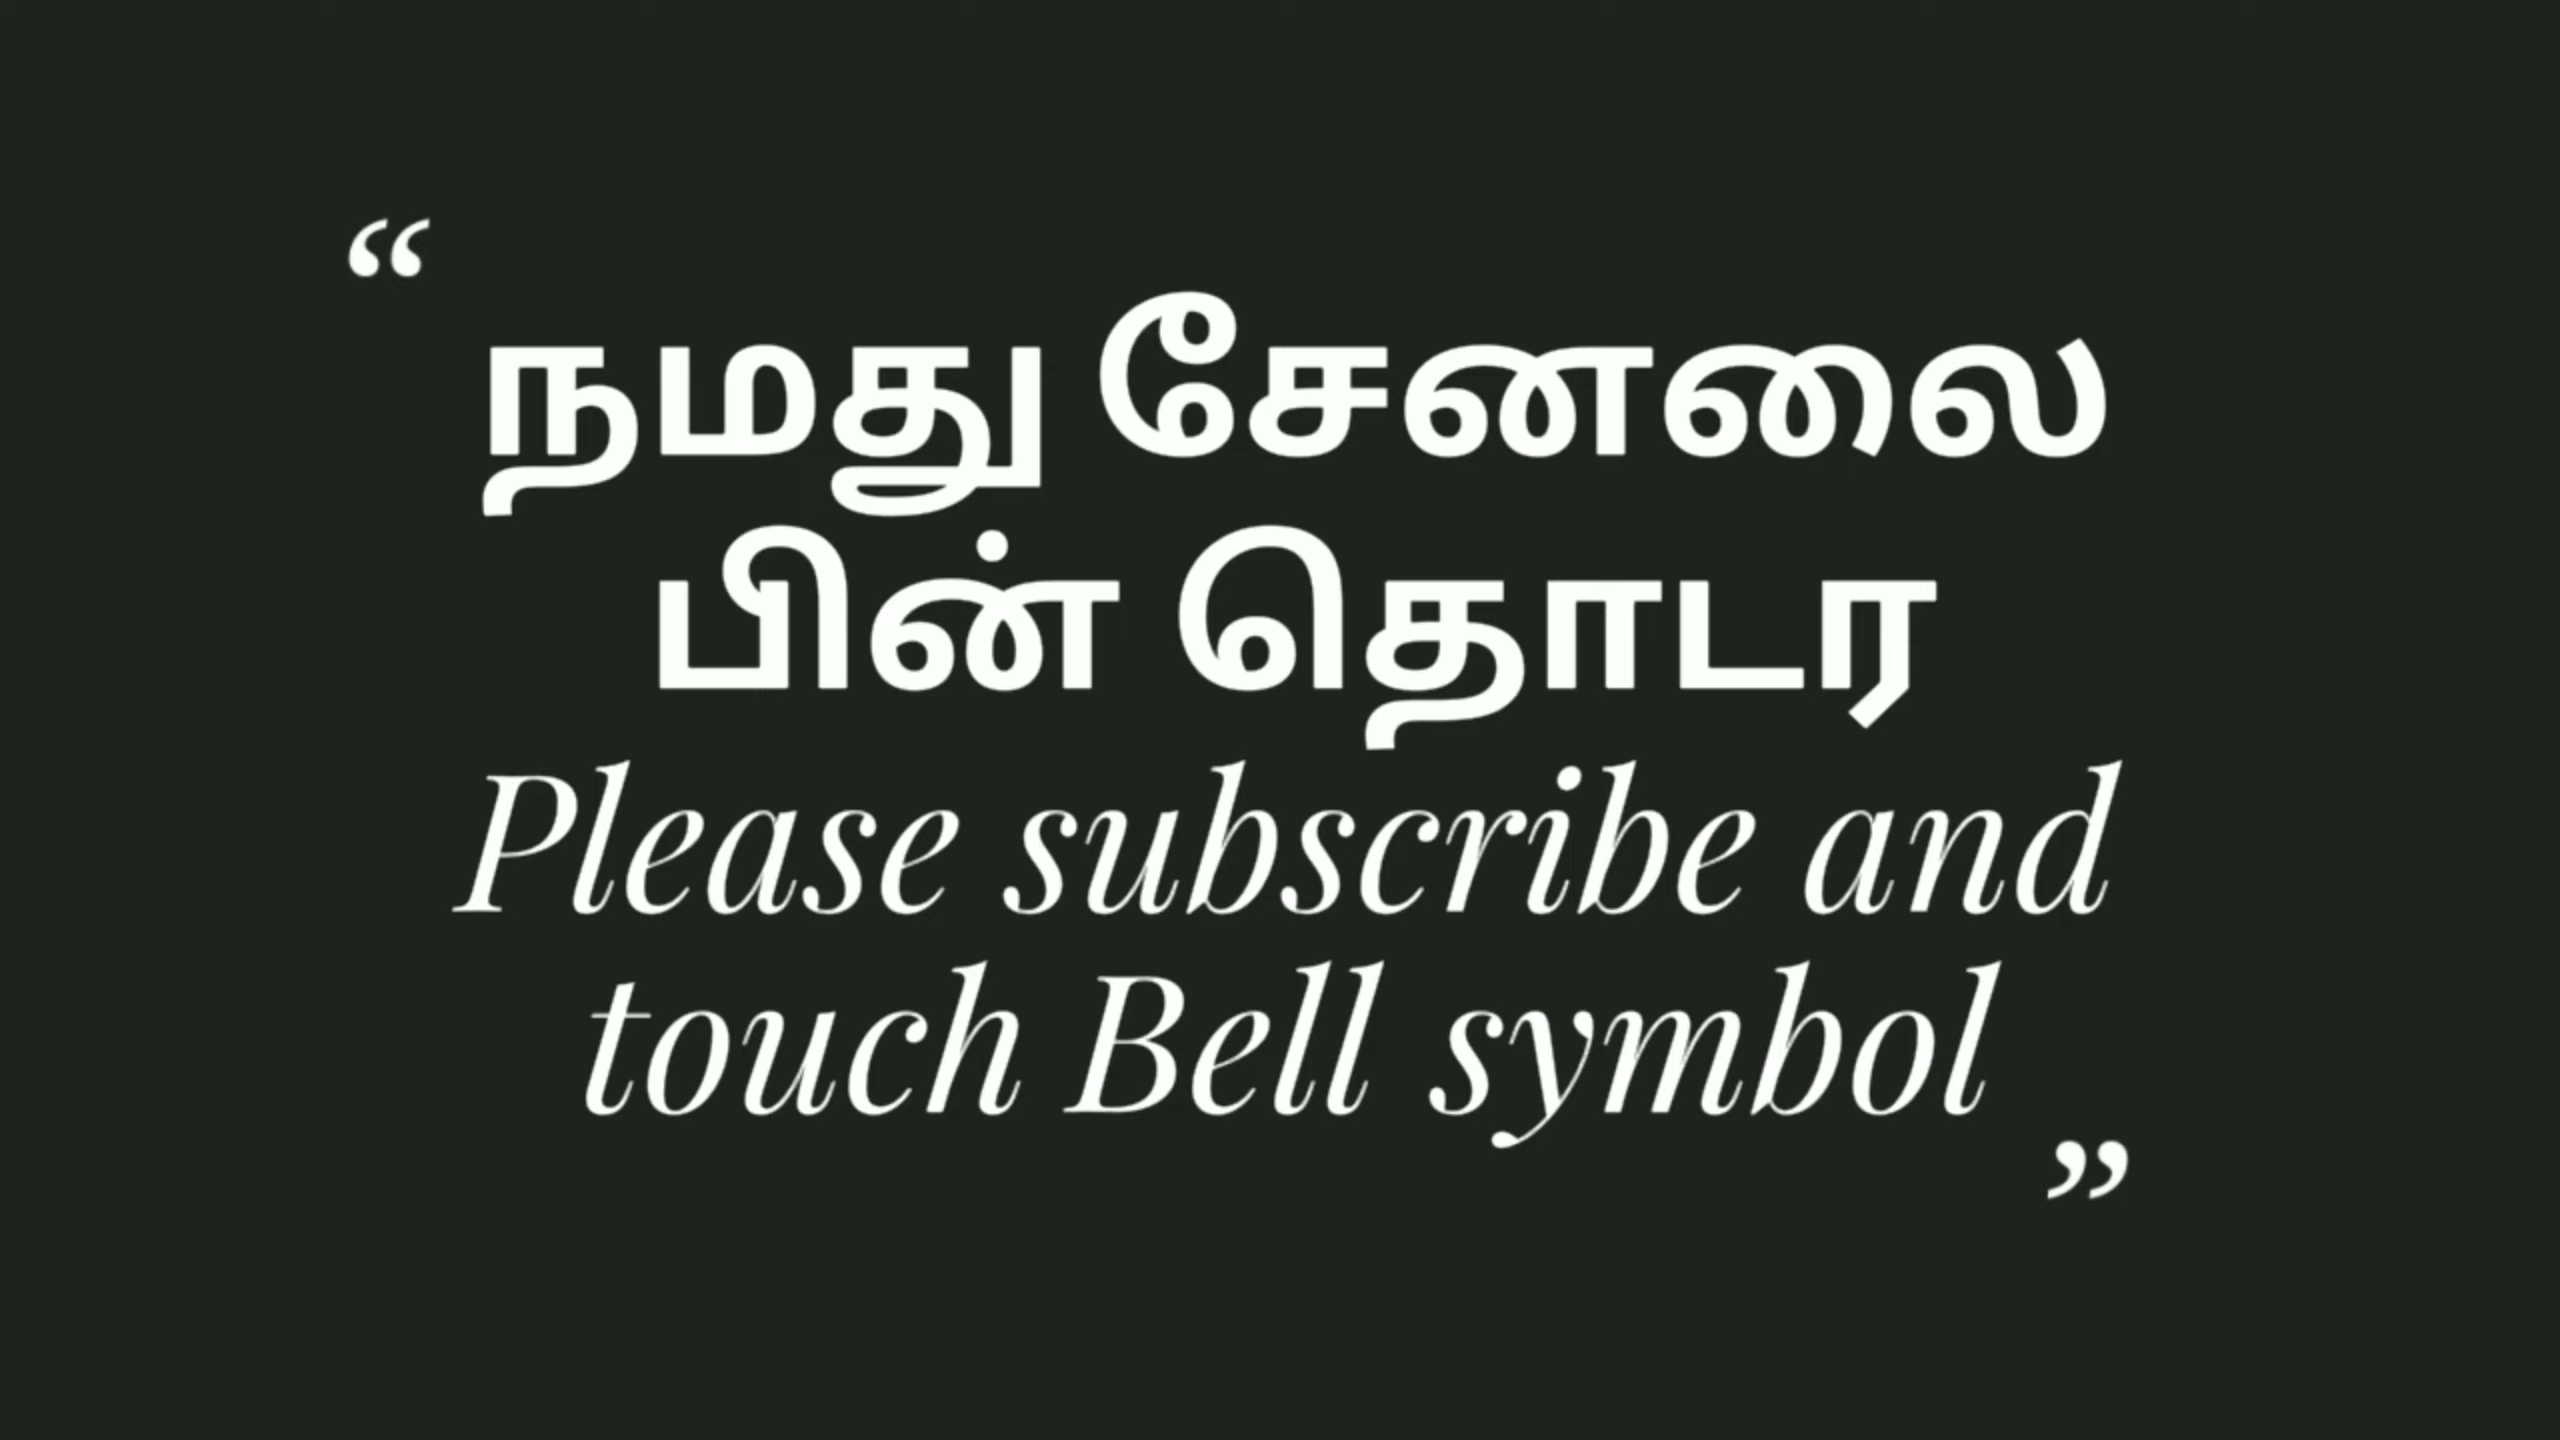 “
நமது சேனலை
பின் தொடர
Please subscribe and
touch Bell symbol
”